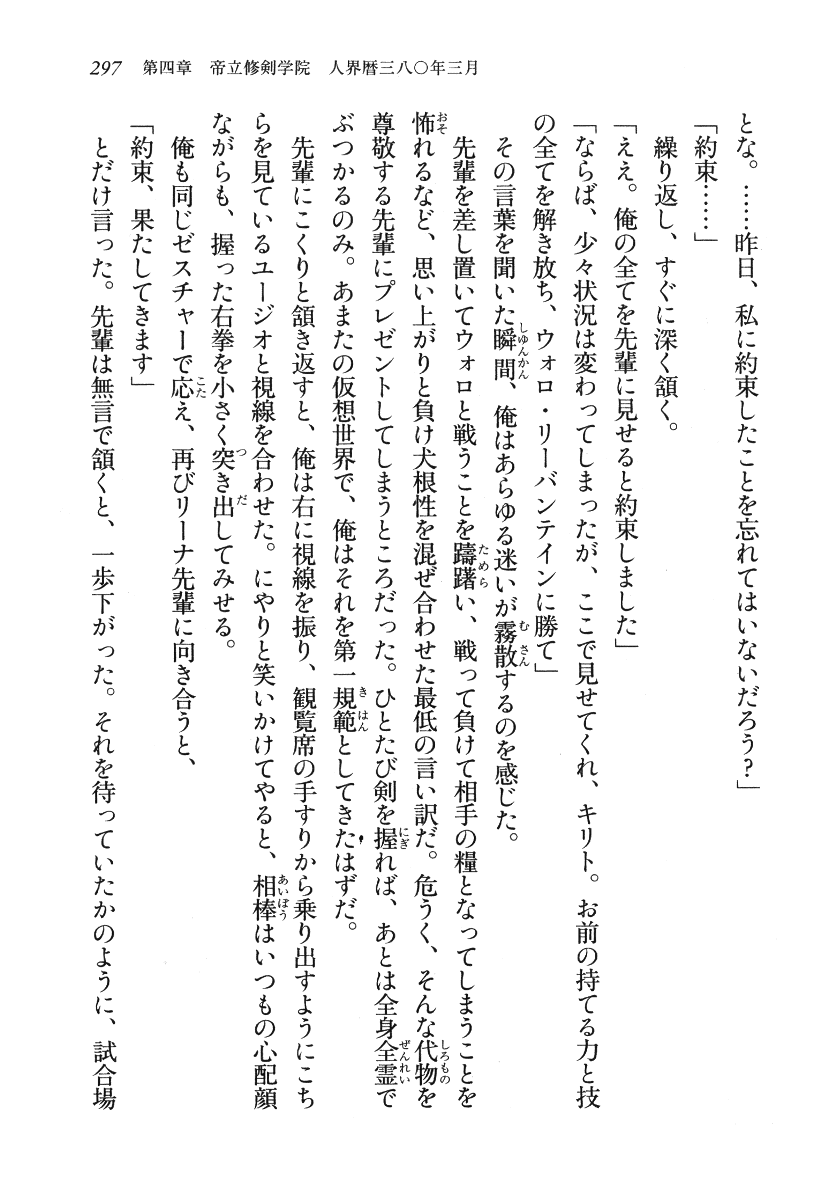 297　第四章　帝立修剣学院　人界暦三八〇年三月
とな。……昨日、私に約束したことを忘れてはいないだろう？」
「約束……」
　繰り返し、すぐに深く頷く。
「ええ。俺の全てを先輩に見せると約束しました」
「ならば、少々状況は変わってしまったが、ここで見せてくれ、キリト。お前の持てる力と技
の全てを解き放ち、ウォロ・リーバンテインに勝て」
　その言葉を聞いた瞬間、俺はあらゆる迷いが霧散するのを感じた。
　先輩を差し置いてウォロと戦うことを躊躇い、戦って負けて相手の糧となってしまうことを
怖れるなど、思い上がりと負け犬根性を混ぜ合わせた最低の言い訳だ。危うく、そんな代物を
尊敬する先輩にプレゼントしてしまうところだった。ひとたび剣を握れば、あとは全身全霊で
ぶつかるのみ。あまたの仮想世界で、俺はそれを第一規範としてきたはずだ。
　先輩にこくりと頷き返すと、俺は右に視線を振り、観覧席の手すりから乗り出すようにこち
らを見ているユージオと視線を合わせた。にやりと笑いかけてやると、相棒はいつもの心配顔
ながらも、握った右拳を小さく突き出してみせる。
　俺も同じゼスチャーで応え、再びリーナ先輩に向き合うと、
「約束、果たしてきます」
　とだけ言った。先輩は無言で頷くと、一歩下がった。それを待っていたかのように、試合場